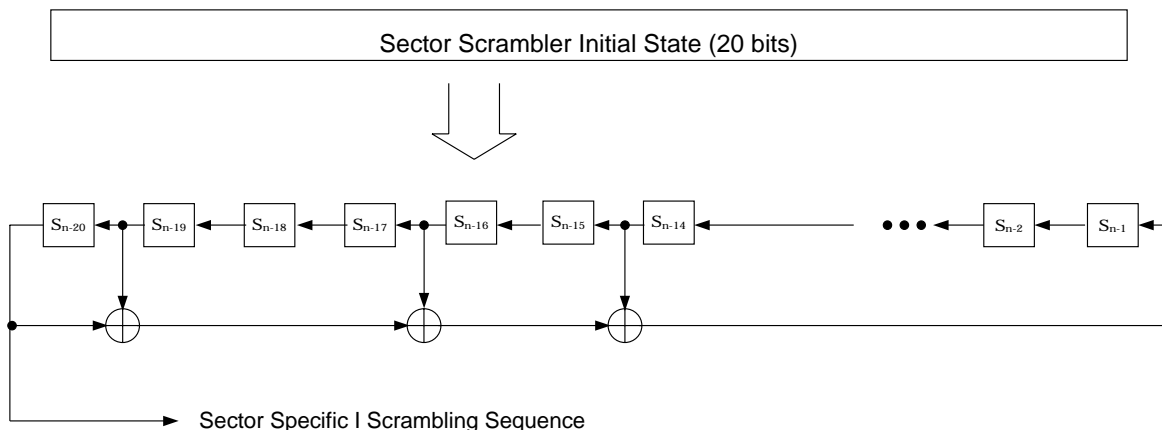 Sector Scrambler Initial State (20 bits)
Sₙ₋₂₀ Sₙ₋₁₉ Sₙ₋₁₈ Sₙ₋₁₇ Sₙ₋₁₆ Sₙ₋₁₅ Sₙ₋₁₄ ••• Sₙ₋₂ Sₙ₋₁
Sector Specific I Scrambling Sequence